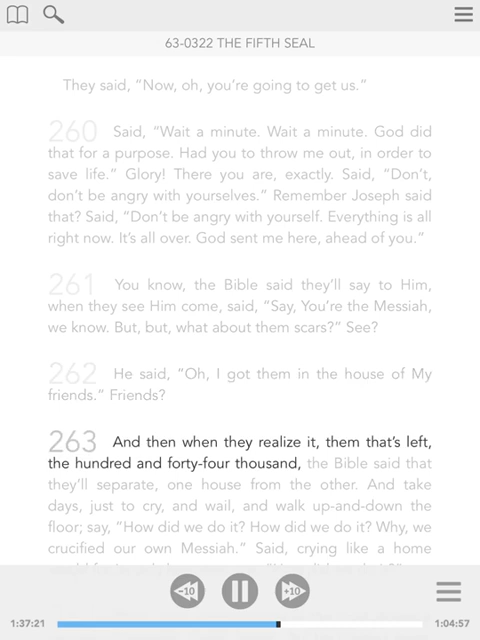 63-0322 THE FIFTH SEAL
They said, “Now, oh, you’re going to get us.”
260 Said, “Wait a minute. Wait a minute. God did
that for a purpose. Had you to throw me out, in order to
save life.” Glory! There you are, exactly. Said, “Don’t,
don’t be angry with yourselves.” Remember Joseph said
that? Said, “Don’t be angry with yourself. Everything is all
right now. It’s all over. God sent me here, ahead of you.”
261 You know, the Bible said they’ll say to Him,
when they see Him come, said, “Say, You’re the Messiah,
we know. But, but, what about them scars?” See?
262 He said, “Oh, I got them in the house of My
friends.” Friends?
263 And then when they realize it, them that’s left,
the hundred and forty-four thousand, the Bible said that
they’ll separate, one house from the other. And take
days, just to cry, and wail, and walk up-and-down the
floor; say, “How did we do it? How did we do it? Why, we
crucified our own Messiah.” Said, crying like a home
-10 +10
1:37:21 1:04:57